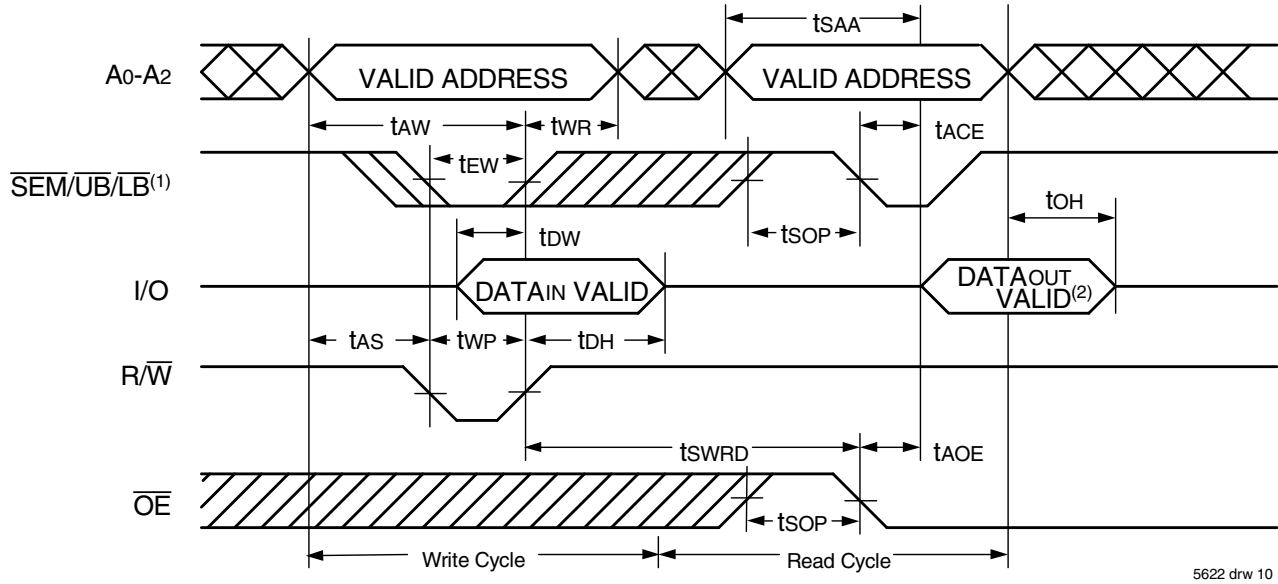 tSAA
A0-A2
VALID ADDRESS
VALID ADDRESS
tAW
tWR
tACE
tEW
SEM/UB/LB(1)
tOH
tSOP
tDW
I/O
DATAIN VALID
DATAOUT
VALID(2)
tAS
tWP
tDH
R/W
tSWRD
tAOE
OE
tSOP
Write Cycle
Read Cycle
5622 drw 10